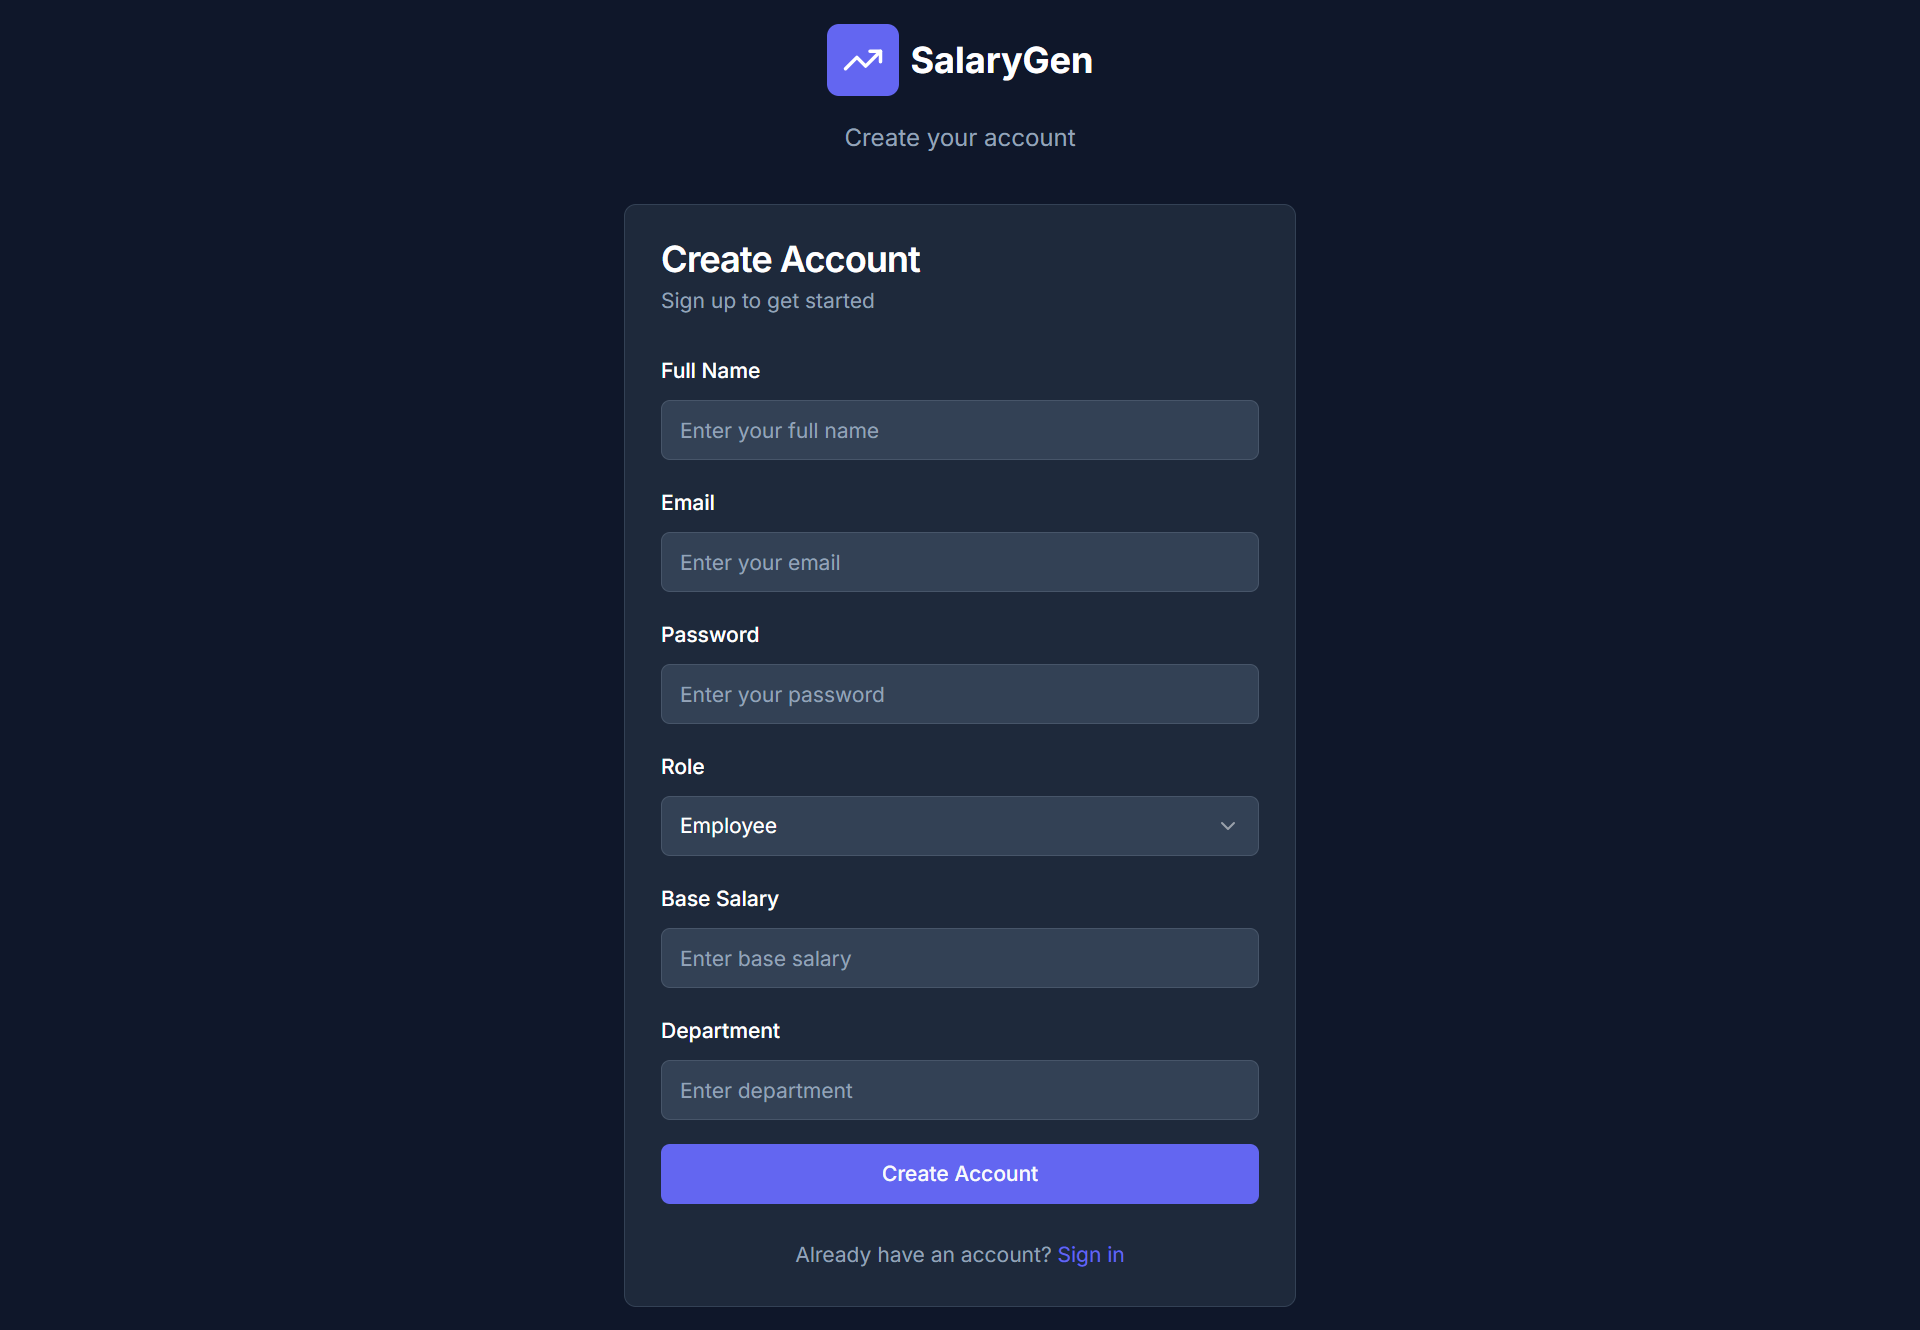 SalaryGen
Create your account
Create Account
Sign up to get started
Full Name
Enter your full name
Email
Enter your email
Password
Enter your password
Role
Employee
Base Salary
Enter base salary
Department
Enter department
Create Account
Already have an account? Sign in